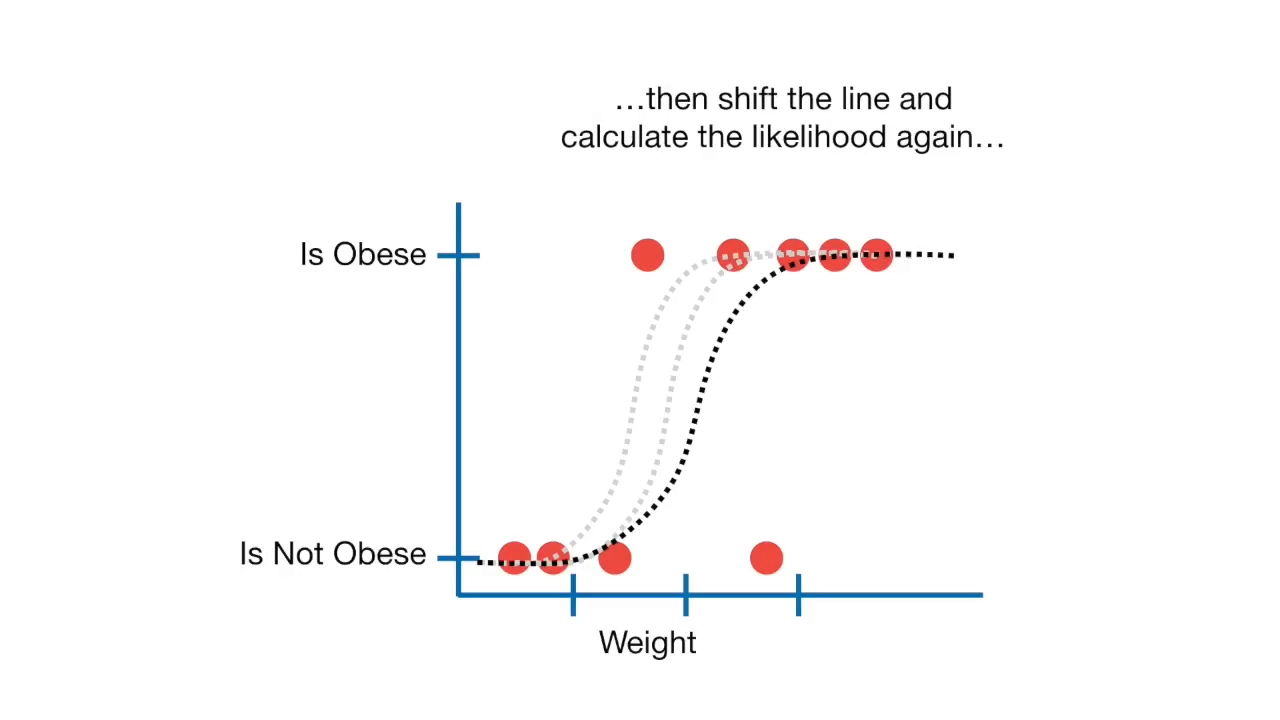 …then shift the line and
calculate the likelihood again…
Is Obese
Is Not Obese
Weight